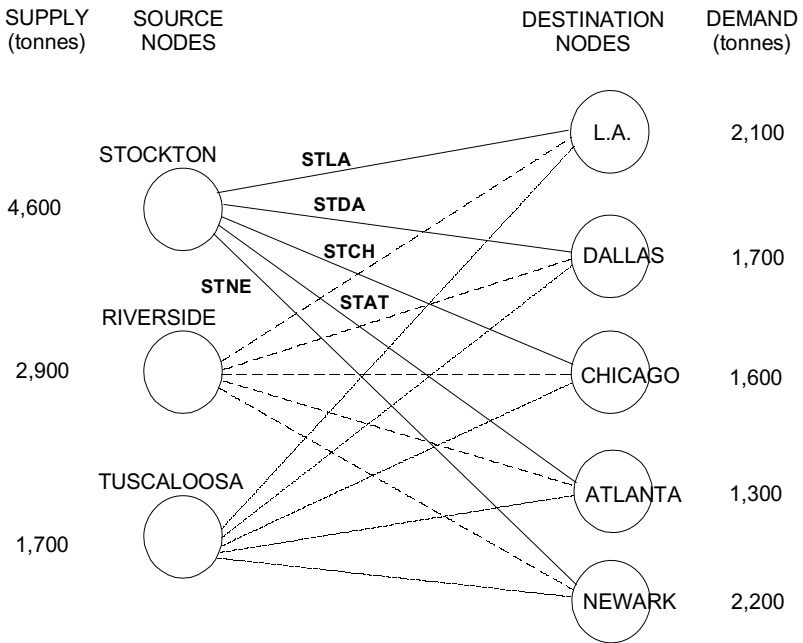 SUPPLY
(tonnes)
SOURCE
NODES
DESTINATION
NODES
DEMAND
(tonnes)
L.A.
2,100
STOCKTON
STLA
4,600
STDA
STCH
DALLAS
1,700
STNE
STAT
RIVERSIDE
2,900
CHICAGO
1,600
TUSCALOOSA
ATLANTA
1,300
1,700
NEWARK
2,200